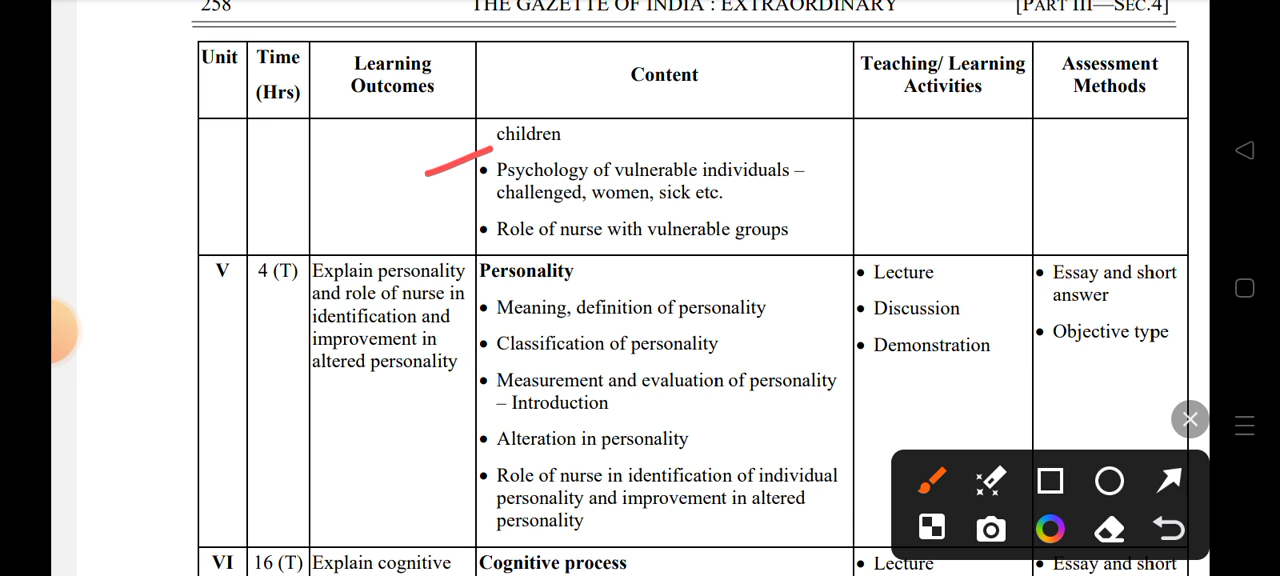 258 THE GAZETTE OF INDIA : EXTRAORDINARY [PART III—SEC.4]
Unit
Time
(Hrs)
Learning
Outcomes
Content
Teaching/ Learning
Activities
Assessment
Methods
children
• Psychology of vulnerable individuals –
challenged, women, sick etc.
• Role of nurse with vulnerable groups
V
4 (T)
Explain personality
and role of nurse in
identification and
improvement in
altered personality
Personality
• Meaning, definition of personality
• Classification of personality
• Measurement and evaluation of personality
– Introduction
• Alteration in personality
• Role of nurse in identification of individual
personality and improvement in altered
personality
• Lecture
• Discussion
• Demonstration
• Essay and short
answer
• Objective type
VI
16 (T)
Explain cognitive
Cognitive process
• Lecture
• Essay and short